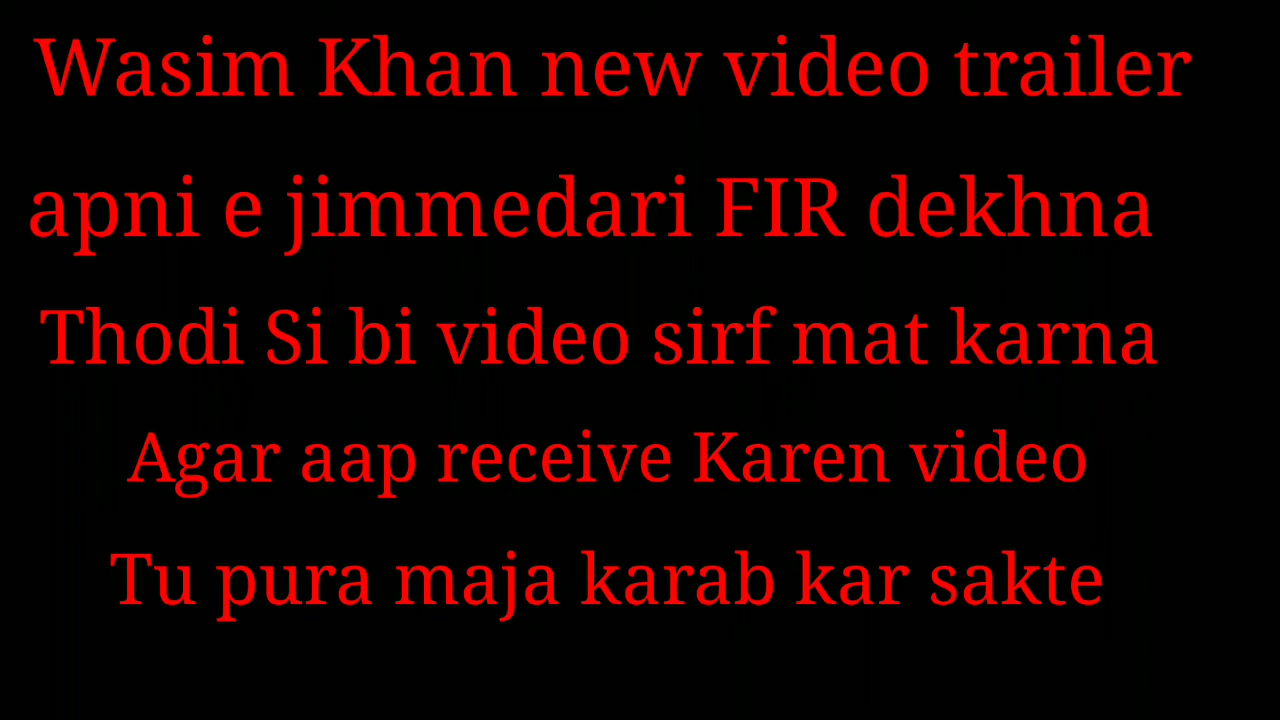 Wasim Khan new video trailer
apni e jimmedari FIR dekhna
Thodi Si bi video sirf mat karna
Agar aap receive Karen video
Tu pura maja karab kar sakte